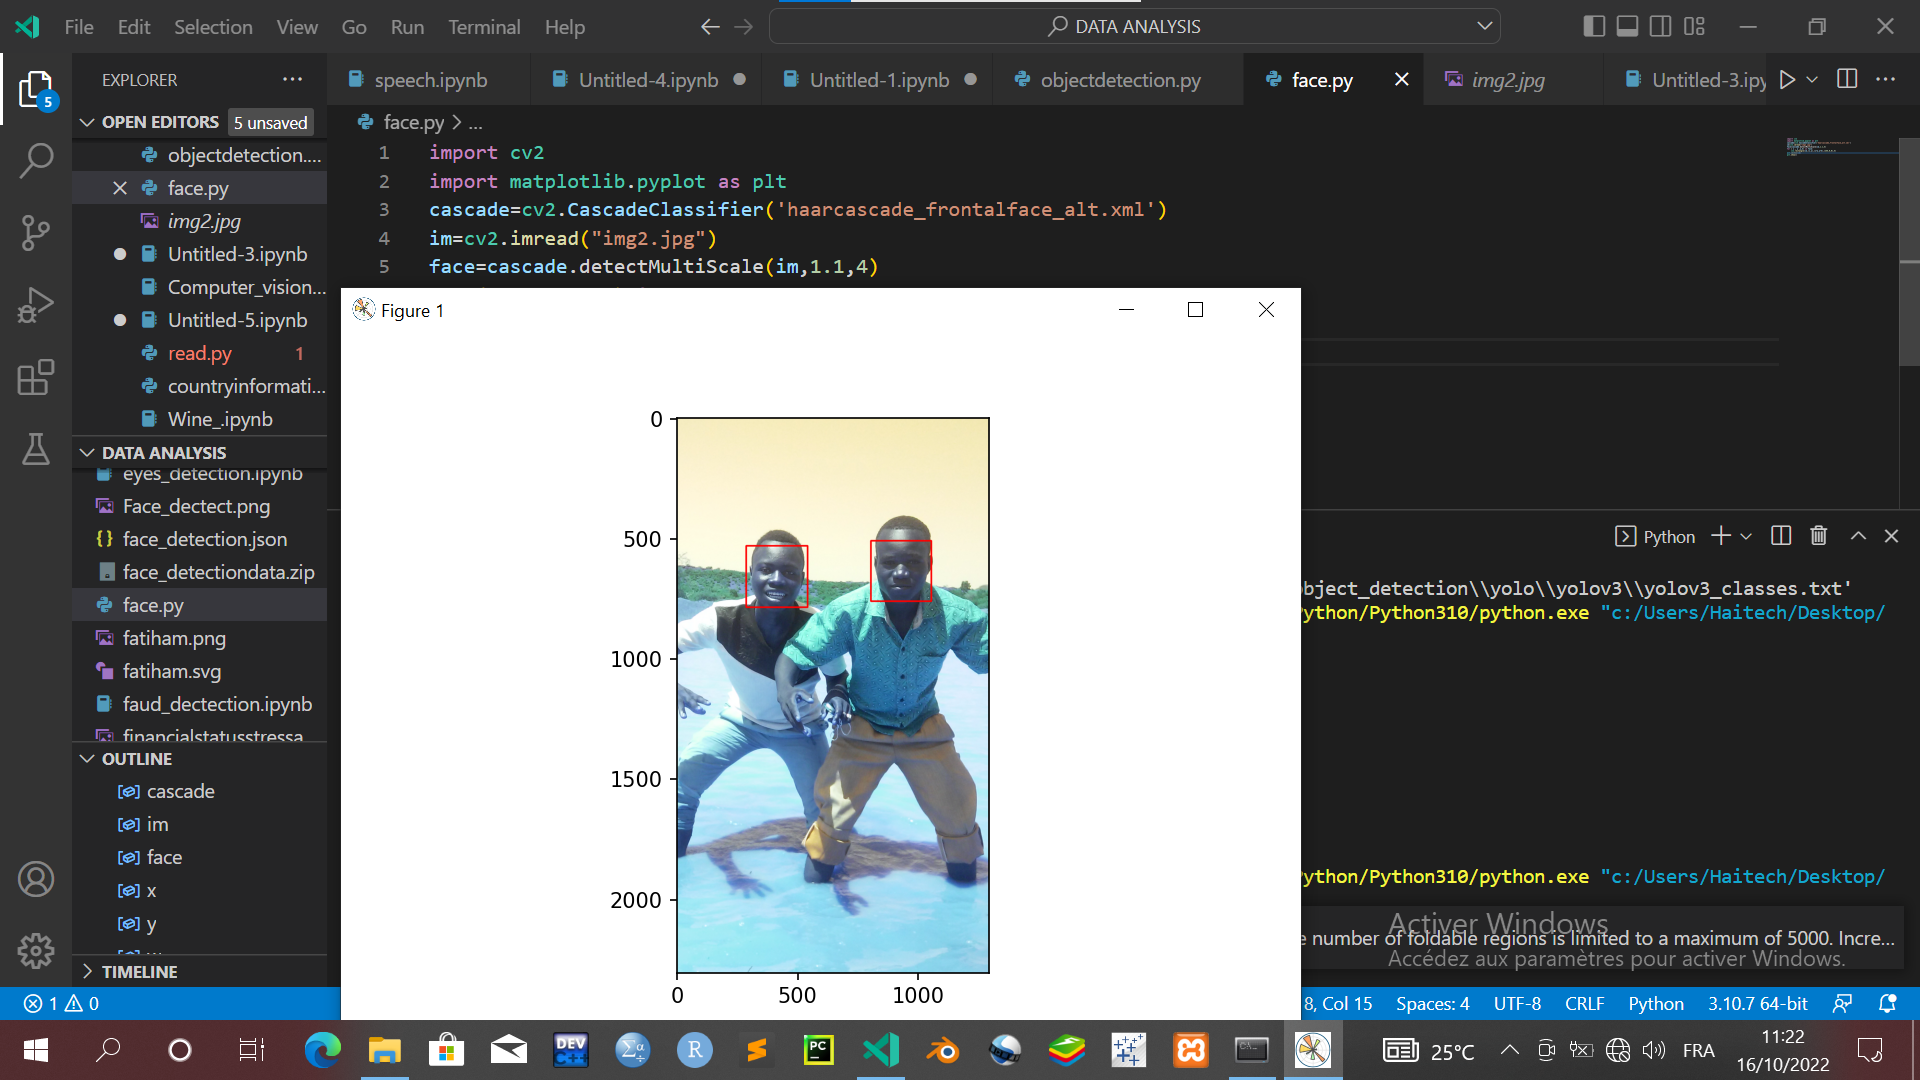 File Edit Selection View Go Run Terminal Help
DATA ANALYSIS
EXPLORER
speech.ipynb
Untitled-4.ipynb
Untitled-1.ipynb
objectdetection.py
face.py
img2.jpg
Untitled-3.ipy
OPEN EDITORS 5 unsaved
objectdetection....
face.py
img2.jpg
Untitled-3.ipynb
Computer_vision...
Untitled-5.ipynb
read.py 1
countryinformati...
Wine_.ipynb
DATA ANALYSIS
eyes_detection.ipynb
Face_dectect.png
{} face_detection.json
face_detectiondata.zip
face.py
fatiham.png
fatiham.svg
faud_dectection.ipynb
financialstatusstressa
OUTLINE
cascade
im
face
x
y
TIMELINE
5
face.py > ...
1 import cv2
2 import matplotlib.pyplot as plt
3 cascade=cv2.CascadeClassifier('haarcascade_frontalface_alt.xml')
4 im=cv2.imread("img2.jpg")
5 face=cascade.detectMultiScale(im,1.1,4)
Figure 1
0
500
1000
1500
2000
0 500 1000
Python
bject_detection\\yolo\\yolov3\\yolov3_classes.txt'
ython/Python310/python.exe "c:/Users/Haitech/Desktop/
ython/Python310/python.exe "c:/Users/Haitech/Desktop/
Activer Windows
e number of foldable regions is limited to a maximum of 5000. Incre...
Accédez aux paramètres pour activer Windows.
1 0
8, Col 15 Spaces: 4 UTF-8 CRLF Python 3.10.7 64-bit
DEV C++
Σα
R
PC
25°C
FRA
11:22
16/10/2022